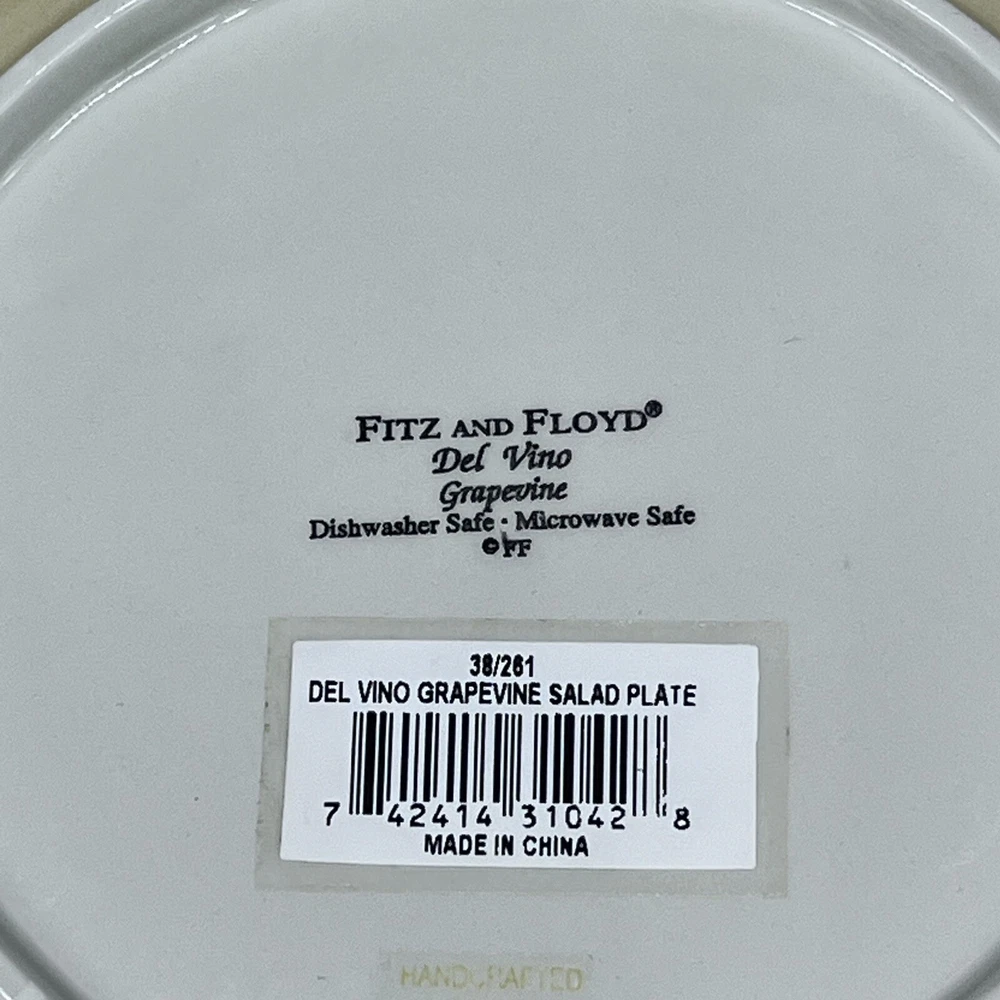 FITZ AND FLOYD®
Del Vino
Grapevine
Dishwasher Safe · Microwave Safe
©FF
38/261
DEL VINO GRAPEVINE SALAD PLATE
7 42414 31042 8
MADE IN CHINA
HANDCRAFTED